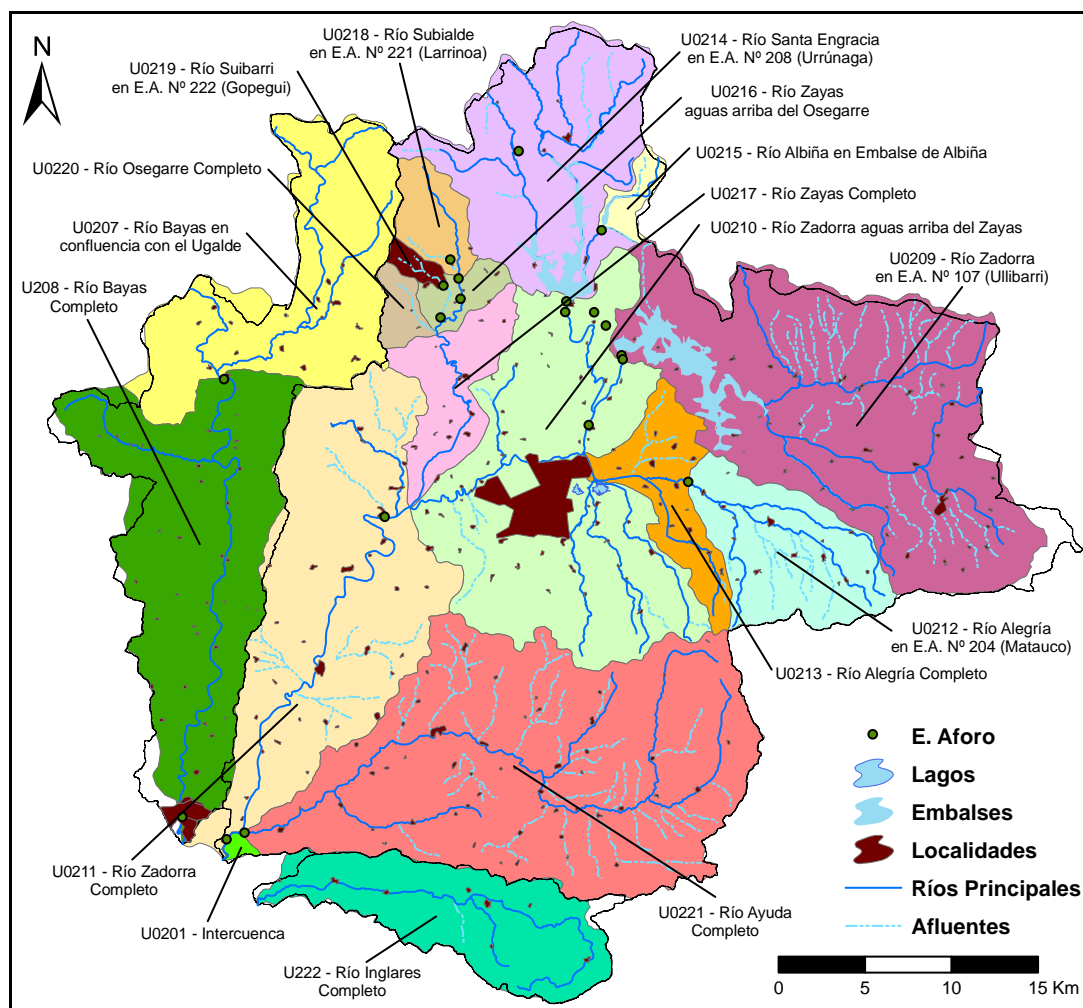 N
U0218 - Río Subialde
en E.A. Nº 221 (Larrinoa)
U0219 - Río Suibarri
en E.A. Nº 222 (Gopegui)
U0220 - Río Osegarre Completo
U0207 - Río Bayas en
confluencia con el Ugalde
U208 - Río Bayas
Completo
U0214 - Río Santa Engracia
en E.A. Nº 208 (Urrúnaga)
U0216 - Río Zayas
aguas arriba del Osegarre
U0215 - Río Albiña en Embalse de Albiña
U0217 - Río Zayas Completo
U0210 - Río Zadorra aguas arriba del Zayas
U0209 - Río Zadorra
en E.A. Nº 107 (Ullibarri)
U0212 - Río Alegría
en E.A. Nº 204 (Matauco)
U0213 - Río Alegría Completo
U0211 - Río Zadorra
Completo
U0201 - Intercuenca
U222 - Río Inglares
Completo
U0221 - Río Ayuda
Completo
E. Aforo
Lagos
Embalses
Localidades
Ríos Principales
Afluentes
0 5 10 15 Km